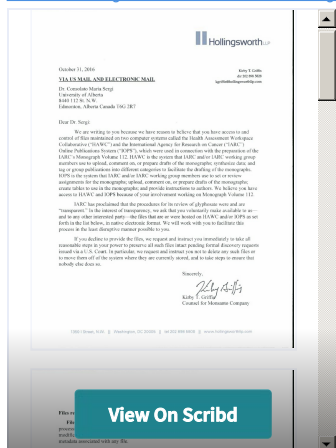 Hollingsworth LLP
October 31, 2016
Kirby T. Griffis
VIA US MAIL AND ELECTRONIC MAIL
Dr. Consolato Maria Sergi
University of Alberta
8440 112 St. N.W.
Edmonton, Alberta Canada T6G 2B7
Dear Dr. Sergi:
We are writing to you because we have reason to believe that you have access to and
control of files maintained on two computer systems called the Health Assessment Workspace
Collaborative ("HAWC") and the International Agency for Research on Cancer ("IARC")
Online Publications System ("IOPS"), which were used in connection with the preparation of the
IARC's Monograph Volume 112. HAWC is the system that IARC and/or IARC working group
members use to upload, comment on, or prepare drafts of the monographs; synthesize data; and
tag or group publications into different categories to facilitate the drafting of the monographs.
IOPS is the system that IARC and/or IARC working group members use to set or review
assignments for the monographs; upload, comment on, or prepare drafts of the monographs;
create tables to use in the monographs; and provide instructions to authors. We believe you have
access to HAWC and IOPS because of your involvement working on Monograph Volume 112.
IARC has proclaimed that the procedures for its review of glyphosate were and are
"transparent." In the interest of transparency, we ask that you voluntarily make available to us—
and to any other interested party—the files that are or were hosted on HAWC and/or IOPS as set
forth in the list below, in native electronic format. We will work with you to facilitate this
process in the least disruptive manner possible to you.
If you decline to provide the files, we request and instruct you immediately to take all
reasonable steps in your power to preserve all such files intact pending formal discovery requests
issued via a U.S. Court. In particular, we request you not to delete any such files or
to move them off of the system where they are currently stored, and to take steps to ensure that
nobody else does so.
Sincerely,
Kirby T. Griffis
Counsel for Monsanto Company
View On Scribd
metadata associated with any file.